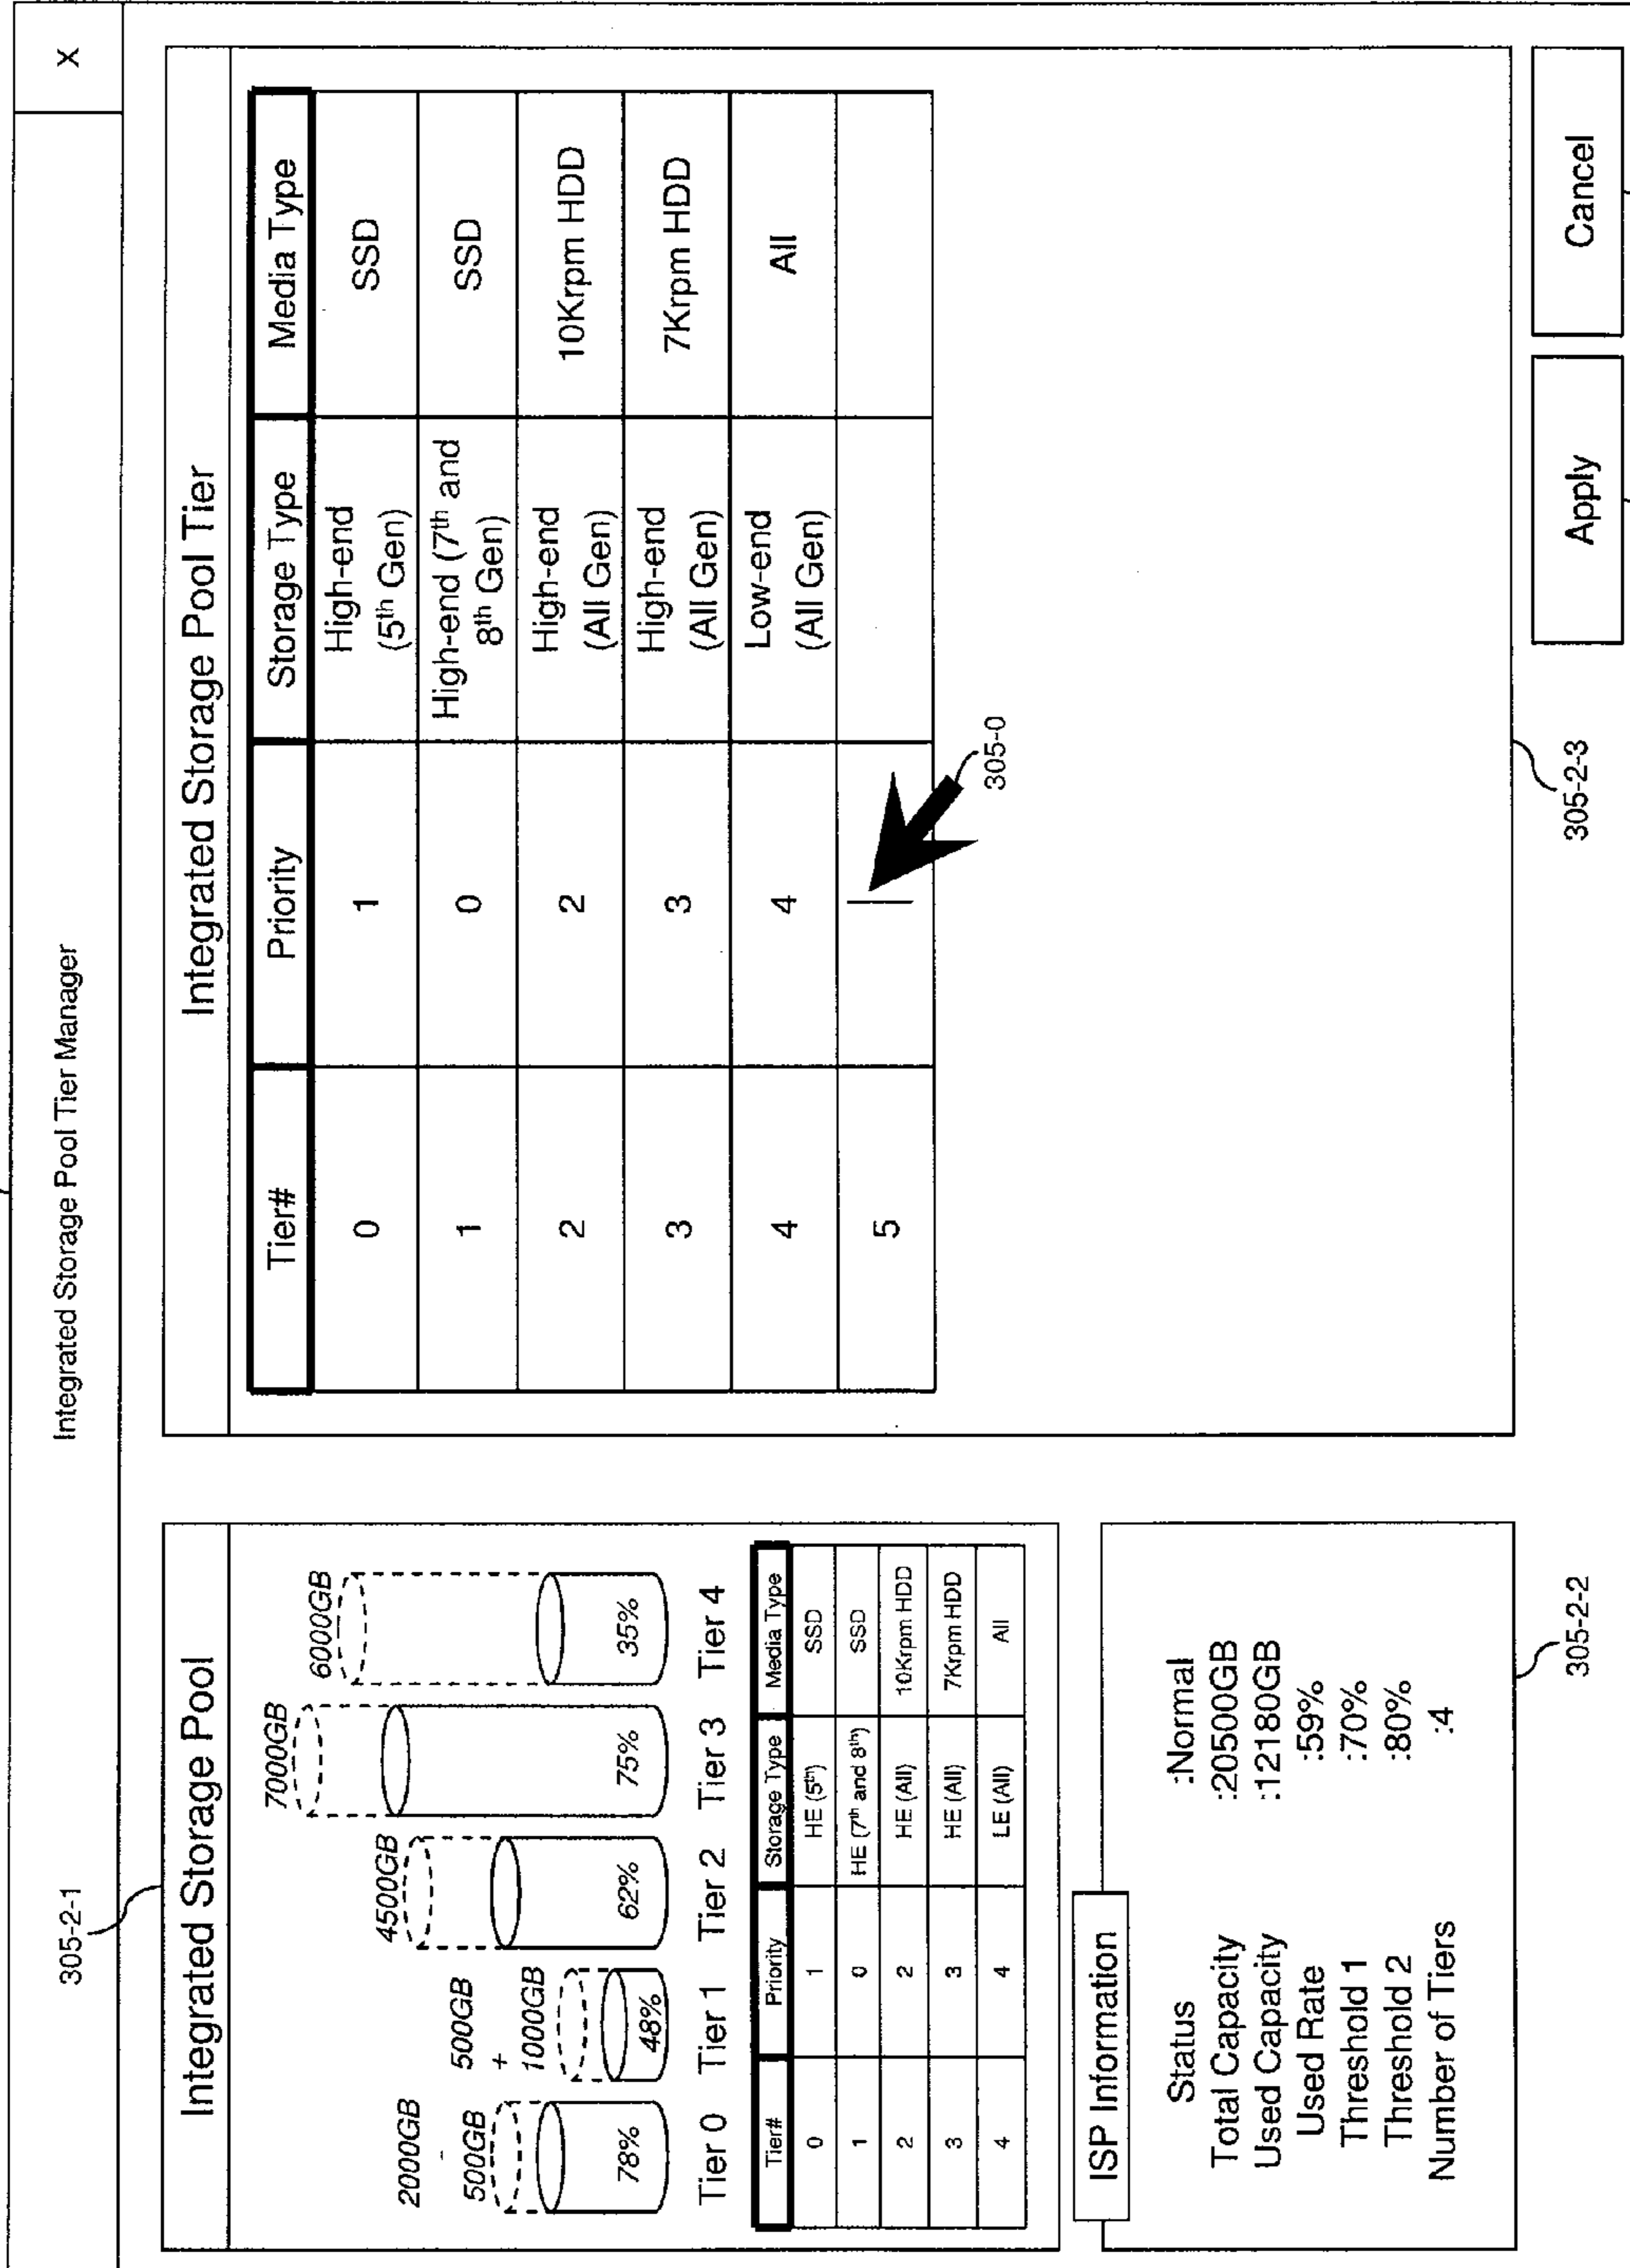 Integrated Storage Pool Tier Manager
X
305-2-1
Integrated Storage Pool
2000GB
500GB
500GB
+
1000GB
4500GB
7000GB
6000GB
78%
48%
62%
75%
35%
Tier 0 Tier 1 Tier 2 Tier 3 Tier 4
Tier# Priority Storage Type Media Type
0 1 HE (5th) SSD
1 0 HE (7th and 8th) SSD
2 2 HE (All) 10Krpm HDD
3 3 HE (All) 7Krpm HDD
4 4 LE (All) All
ISP Information
Status :Normal
Total Capacity :20500GB
Used Capacity :12180GB
Used Rate :59%
Threshold 1 :70%
Threshold 2 :80%
Number of Tiers :4
305-2-2
Integrated Storage Pool Tier
Tier# Priority Storage Type Media Type
0 1 High-end (5th Gen) SSD
1 0 High-end (7th and 8th Gen) SSD
2 2 High-end (All Gen) 10Krpm HDD
3 3 High-end (All Gen) 7Krpm HDD
4 4 Low-end (All Gen) All
5
305-0
305-2-3
Apply
Cancel